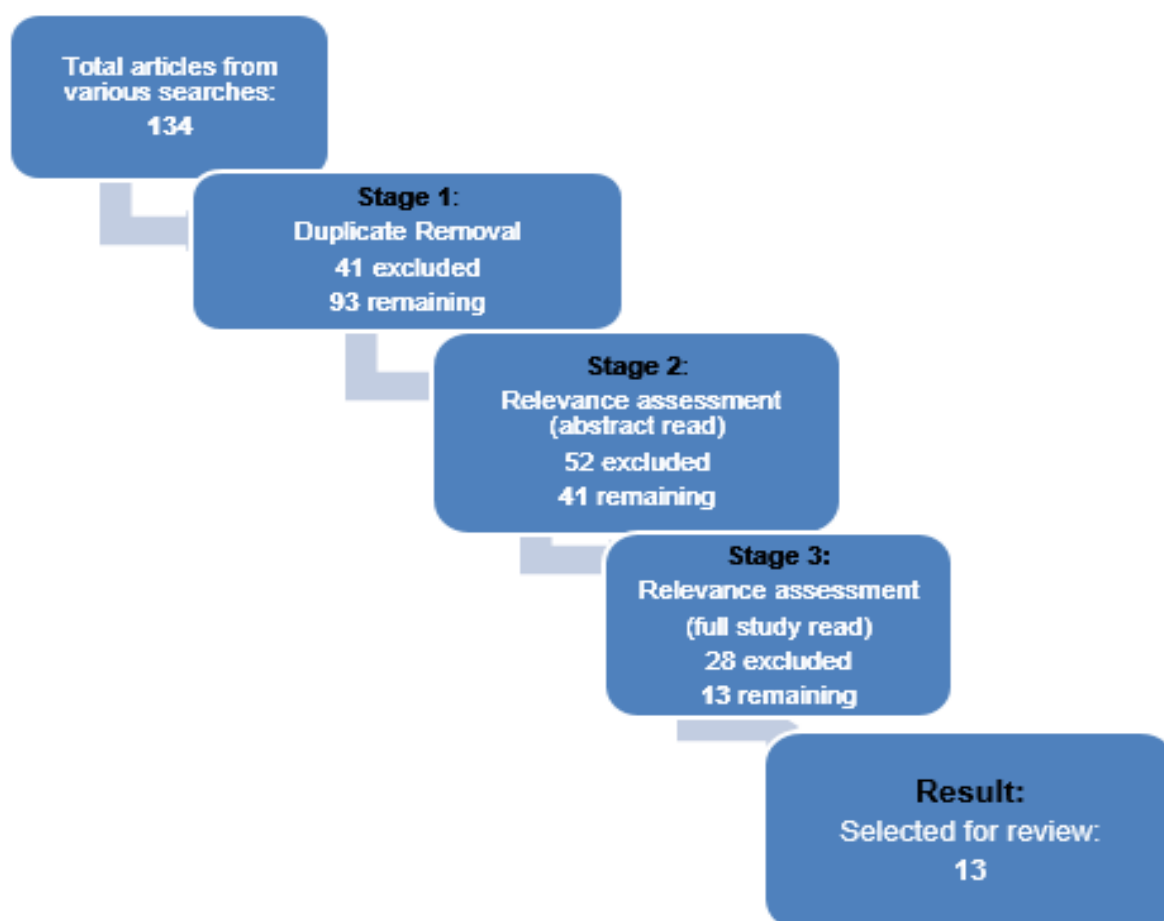 Total articles from
various searches:
134
Stage 1:
Duplicate Removal
41 excluded
93 remaining
Stage 2:
Relevance assessment
(abstract read)
52 excluded
41 remaining
Stage 3:
Relevance assessment
(full study read)
28 excluded
13 remaining
Result:
Selected for review:
13